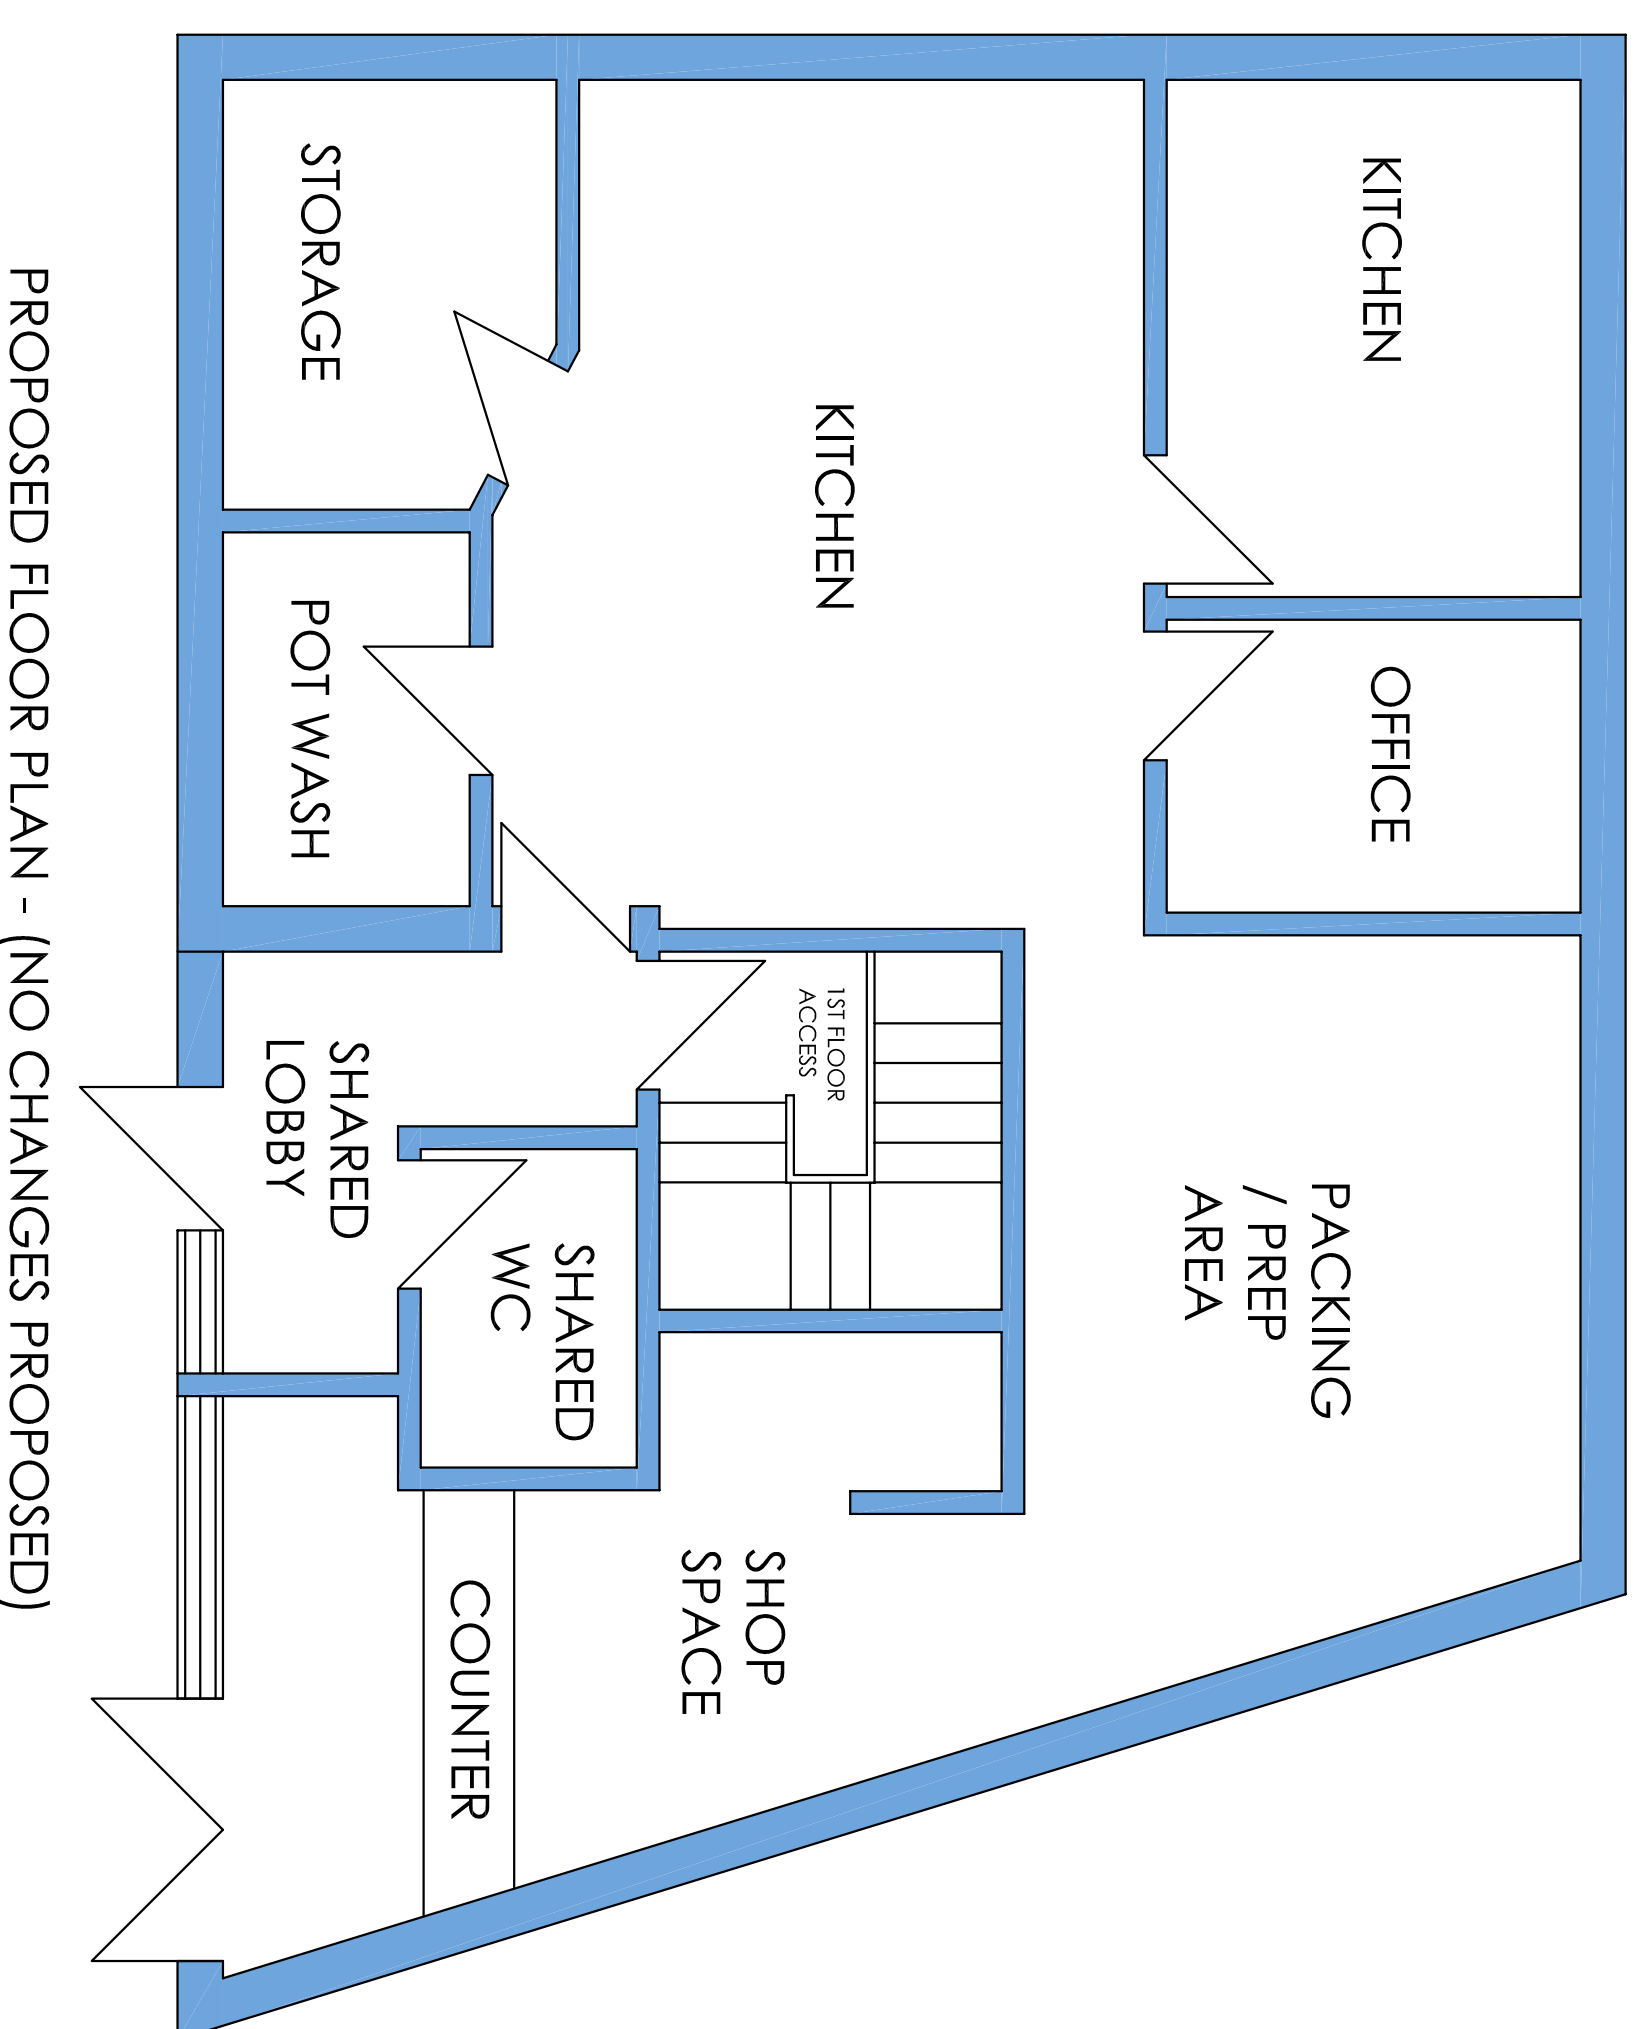 KITCHEN
OFFICE
PACKING
/ PREP
AREA
KITCHEN
1ST FLOOR
ACCESS
SHOP
SPACE
STORAGE
POT WASH
SHARED
LOBBY
SHARED
WC
COUNTER
PROPOSED FLOOR PLAN - (NO CHANGES PROPOSED)